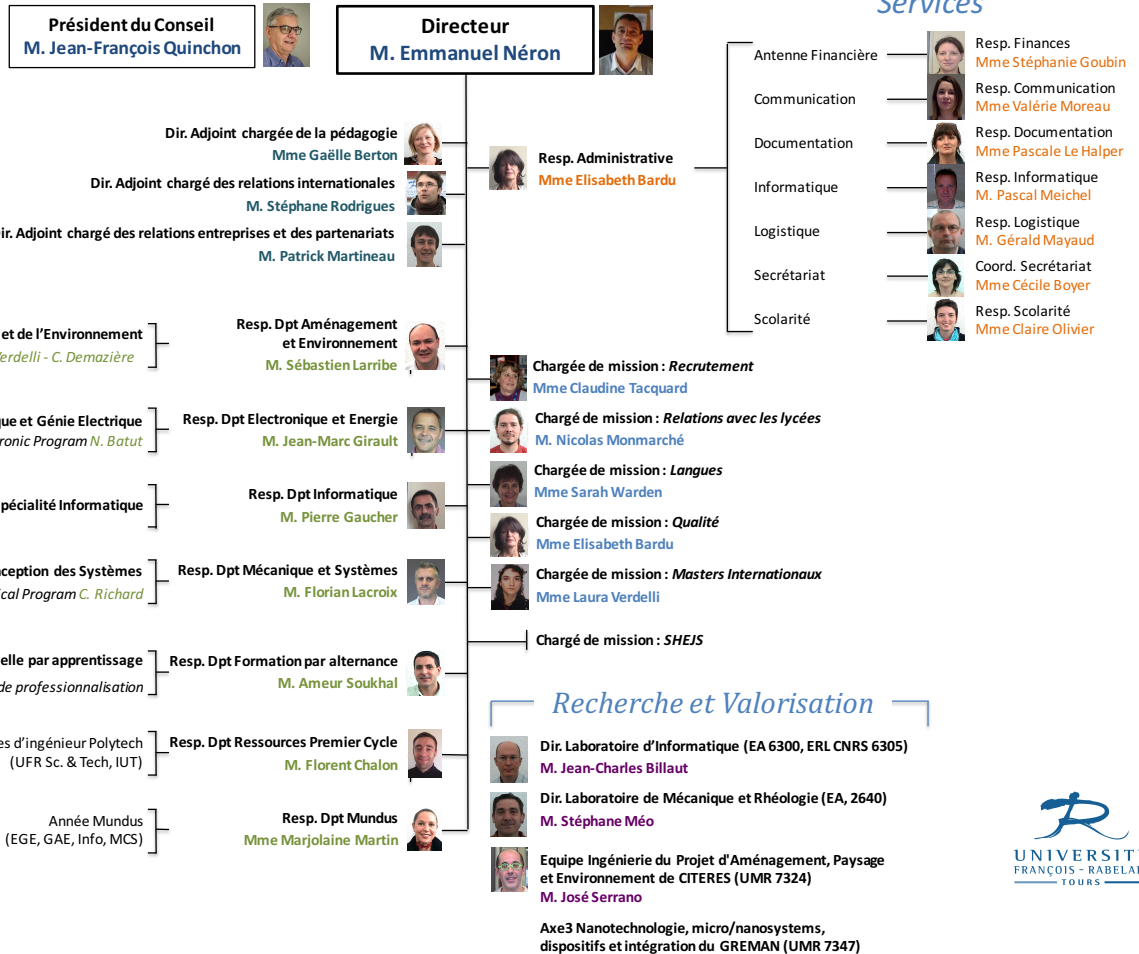 Services
Président du Conseil
M. Jean-François Quinchon
Directeur
M. Emmanuel Néron
Dir. Adjoint chargée de la pédagogie
Mme Gaëlle Berton
Dir. Adjoint chargé des relations internationales
M. Stéphane Rodrigues
Dir. Adjoint chargé des relations entreprises et des partenariats
M. Patrick Martineau
Resp. Administrative
Mme Elisabeth Bardu
Antenne Financière
Resp. Finances
Mme Stéphanie Goubin
Communication
Resp. Communication
Mme Valérie Moreau
Documentation
Resp. Documentation
Mme Pascale Le Halper
Informatique
Resp. Informatique
M. Pascal Meichel
Logistique
Resp. Logistique
M. Gérald Mayaud
Secrétariat
Coord. Secrétariat
Mme Cécile Boyer
Scolarité
Resp. Scolarité
Mme Claire Olivier
et de l’Environnement
Verdelli - C. Demazière
Resp. Dpt Aménagement
et Environnement
M. Sébastien Larribe
que et Génie Electrique
ronic Program N. Batut
Resp. Dpt Electronique et Energie
M. Jean-Marc Girault
pécialité Informatique
Resp. Dpt Informatique
M. Pierre Gaucher
nception des Systèmes
ical Program C. Richard
Resp. Dpt Mécanique et Systèmes
M. Florian Lacroix
elle par apprentissage
de professionnalisation
Resp. Dpt Formation par alternance
M. Ameur Soukhal
es d’ingénieur Polytech
(UFR Sc. & Tech, IUT)
Resp. Dpt Ressources Premier Cycle
M. Florent Chalon
Année Mundus
(EGE, GAE, Info, MCS)
Resp. Dpt Mundus
Mme Marjolaine Martin
Chargée de mission : Recrutement
Mme Claudine Tacquard
Chargé de mission : Relations avec les lycées
M. Nicolas Monmarché
Chargée de mission : Langues
Mme Sarah Warden
Chargée de mission : Qualité
Mme Elisabeth Bardu
Chargée de mission : Masters Internationaux
Mme Laura Verdelli
Chargé de mission : SHEJS
Recherche et Valorisation
Dir. Laboratoire d’Informatique (EA 6300, ERL CNRS 6305)
M. Jean-Charles Billaut
Dir. Laboratoire de Mécanique et Rhéologie (EA, 2640)
M. Stéphane Méo
Equipe Ingénierie du Projet d'Aménagement, Paysage
et Environnement de CITERES (UMR 7324)
M. José Serrano
Axe3 Nanotechnologie, micro/nanosystems,
dispositifs et intégration du GREMAN (UMR 7347)
UNIVERSIT
FRANÇOIS - RABELAI
TOURS